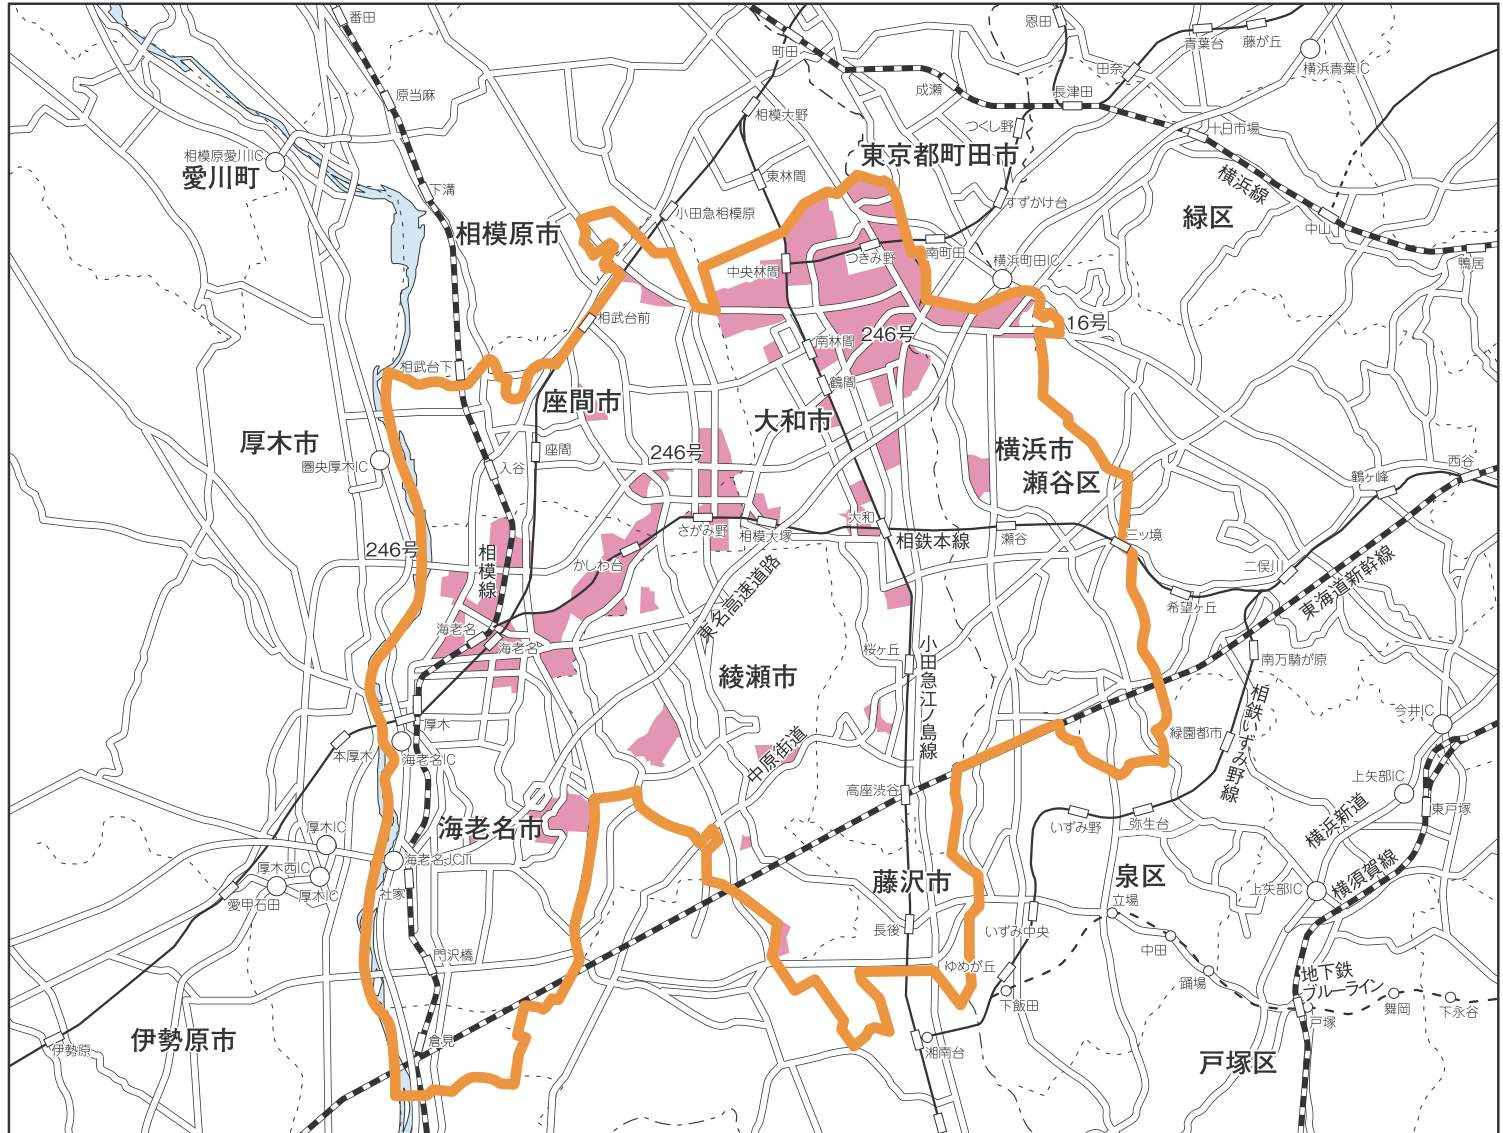 番田
恩田
青葉台
藤が丘
町田
田奈
横浜青葉IC
成瀬
長津田
原当麻
相模大野
つくし野
十日市場
相模原愛川IC
愛川町
東京都町田市
東林間
横浜線
下溝
すずかけ台
相模原市
小田急相模原
緑区
中山
つきみ野
南町田
横浜町田IC
鴨居
中央林間
相武台前
16号
246号
南林間
相武台下
鶴間
座間市
大和市
厚木市
座間
246号
横浜市
瀬谷区
圏央厚木IC
入谷
西谷
鶴ヶ峰
大和
さがみ野
相模大塚
相鉄本線
瀬谷
三ッ境
246号
相模線
かしわ台
二俣川
東海道新幹線
東名高速道路
希望ヶ丘
海老名
海老名
桜ヶ丘
小田急江ノ島線
南万騎が原
綾瀬市
相鉄いずみ野線
今井IC
厚木
緑園都市
本厚木
海老名IC
中原街道
上矢部IC
高座渋谷
東戸塚
海老名市
厚木IC
いずみ野
弥生台
横浜新道
海老名JCT
厚木西IC
厚木IC
社家
愛甲石田
藤沢市
泉区
横須賀線
上矢部IC
立場
長後
いずみ中央
中田
門沢橋
ゆめが丘
踊場
地下鉄
ブルーライン
下飯田
舞岡
下永谷
戸塚
伊勢原市
倉見
伊勢原
湘南台
戸塚区